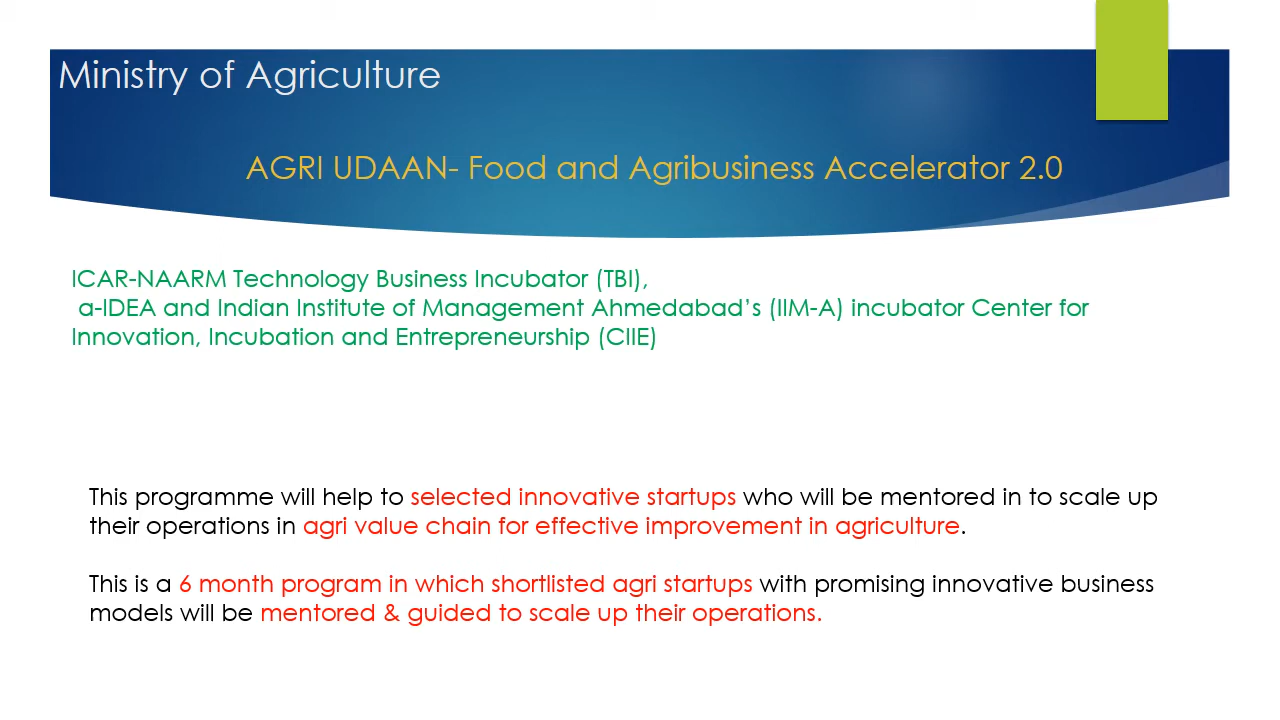 Ministry of Agriculture
AGRI UDAAN- Food and Agribusiness Accelerator 2.0
ICAR-NAARM Technology Business Incubator (TBI),
a-IDEA and Indian Institute of Management Ahmedabad’s (IIM-A) incubator Center for
Innovation, Incubation and Entrepreneurship (CIIE)
This programme will help to selected innovative startups who will be mentored in to scale up
their operations in agri value chain for effective improvement in agriculture.
This is a 6 month program in which shortlisted agri startups with promising innovative business
models will be mentored & guided to scale up their operations.